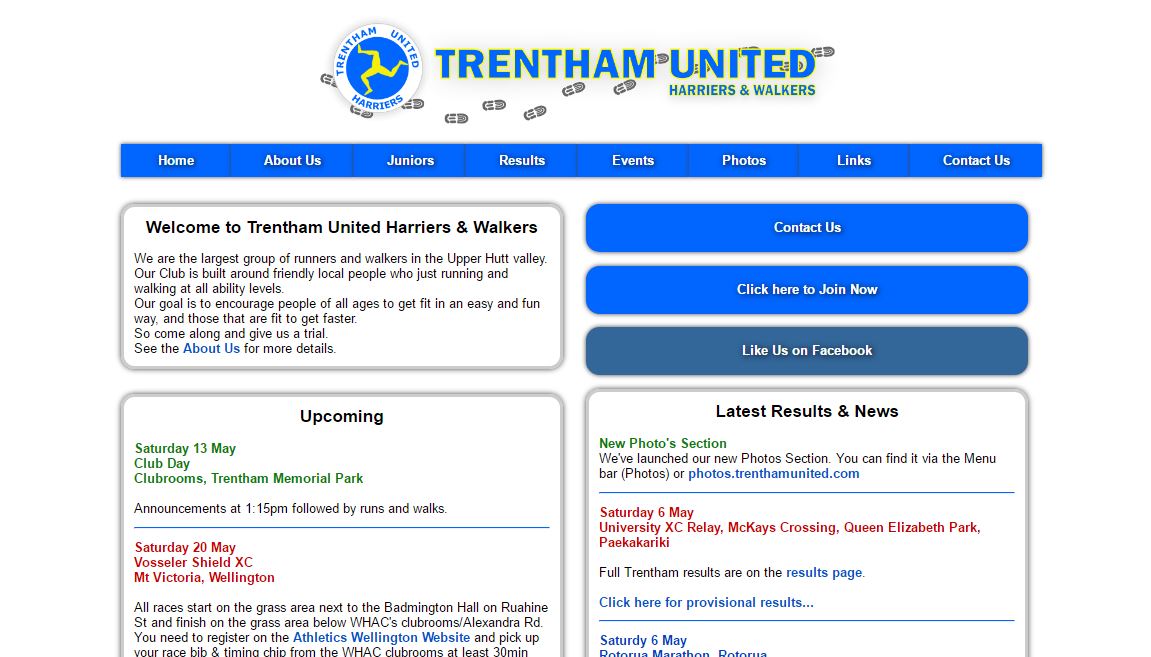 TRENTHAM UNITED
HARRIERS
TRENTHAM UNITED
HARRIERS & WALKERS
Home
About Us
Juniors
Results
Events
Photos
Links
Contact Us
Welcome to Trentham United Harriers & Walkers
We are the largest group of runners and walkers in the Upper Hutt valley.
Our Club is built around friendly local people who just running and
walking at all ability levels.
Our goal is to encourage people of all ages to get fit in an easy and fun
way, and those that are fit to get faster.
So come along and give us a trial.
See the About Us for more details.
Contact Us
Click here to Join Now
Like Us on Facebook
Upcoming
Saturday 13 May
Club Day
Clubrooms, Trentham Memorial Park
Announcements at 1:15pm followed by runs and walks.
Saturday 20 May
Vosseler Shield XC
Mt Victoria, Wellington
All races start on the grass area next to the Badmington Hall on Ruahine
St and finish on the grass area below WHAC's clubrooms/Alexandra Rd.
You need to register on the Athletics Wellington Website and pick up
your race bib & timing chip from the WHAC clubrooms at least 30min
Latest Results & News
New Photo's Section
We've launched our new Photos Section. You can find it via the Menu
bar (Photos) or photos.trenthamunited.com
Saturday 6 May
University XC Relay, McKays Crossing, Queen Elizabeth Park,
Paekakariki
Full Trentham results are on the results page.
Click here for provisional results...
Saturdy 6 May
Rotorua Marathon, Rotorua